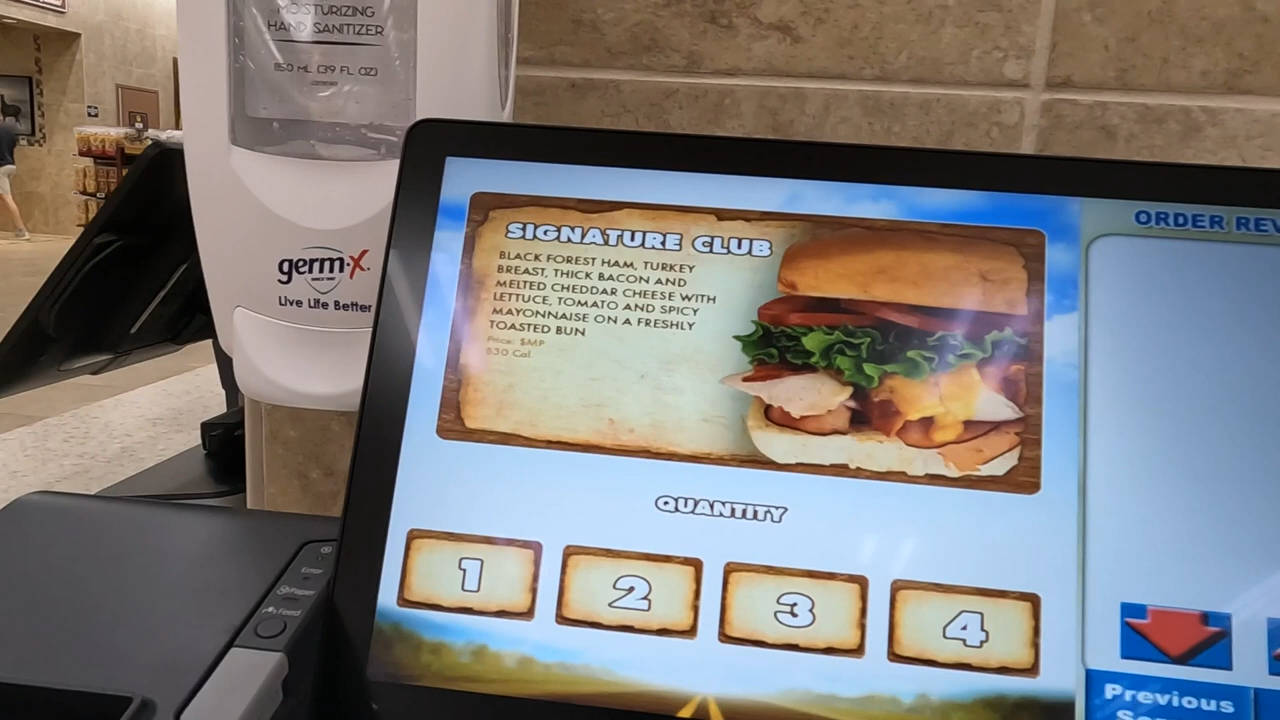 MOISTURIZING
HAND SANITIZER
1150 ML (39 FL OZ)
germ-X
Live Life Better
SIGNATURE CLUB
BLACK FOREST HAM, TURKEY
BREAST, THICK BACON AND
MELTED CHEDDAR CHEESE WITH
LETTUCE, TOMATO AND SPICY
MAYONNAISE ON A FRESHLY
TOASTED BUN
Price: $MP
830 Cal.
QUANTITY
1
2
3
4
ORDER REV
Previous
Error
Paper
Feed